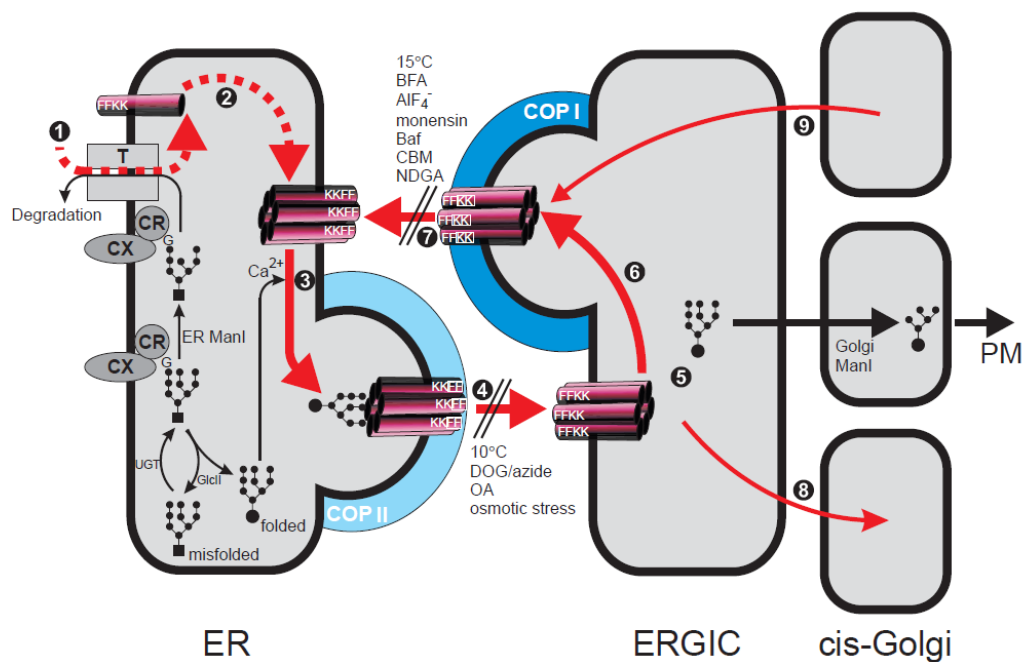 15°C
BFA
AlF₄⁻
monensin
Baf
CBM
NDGA
COP I
9
FFKK
2
1
T
Degradation
CR
CX
G
KKFF
KKFF
KKFF
FFKK
FFKK
FFKK
7
6
Ca²⁺
3
ER ManI
CR
CX
G
UGT
GlcII
folded
misfolded
KKFF
KKFF
KKFF
4
COP II
10°C
DOG/azide
OA
osmotic stress
FFKK
FFKK
FFKK
5
Golgi
ManI
PM
8
ER
ERGIC
cis-Golgi